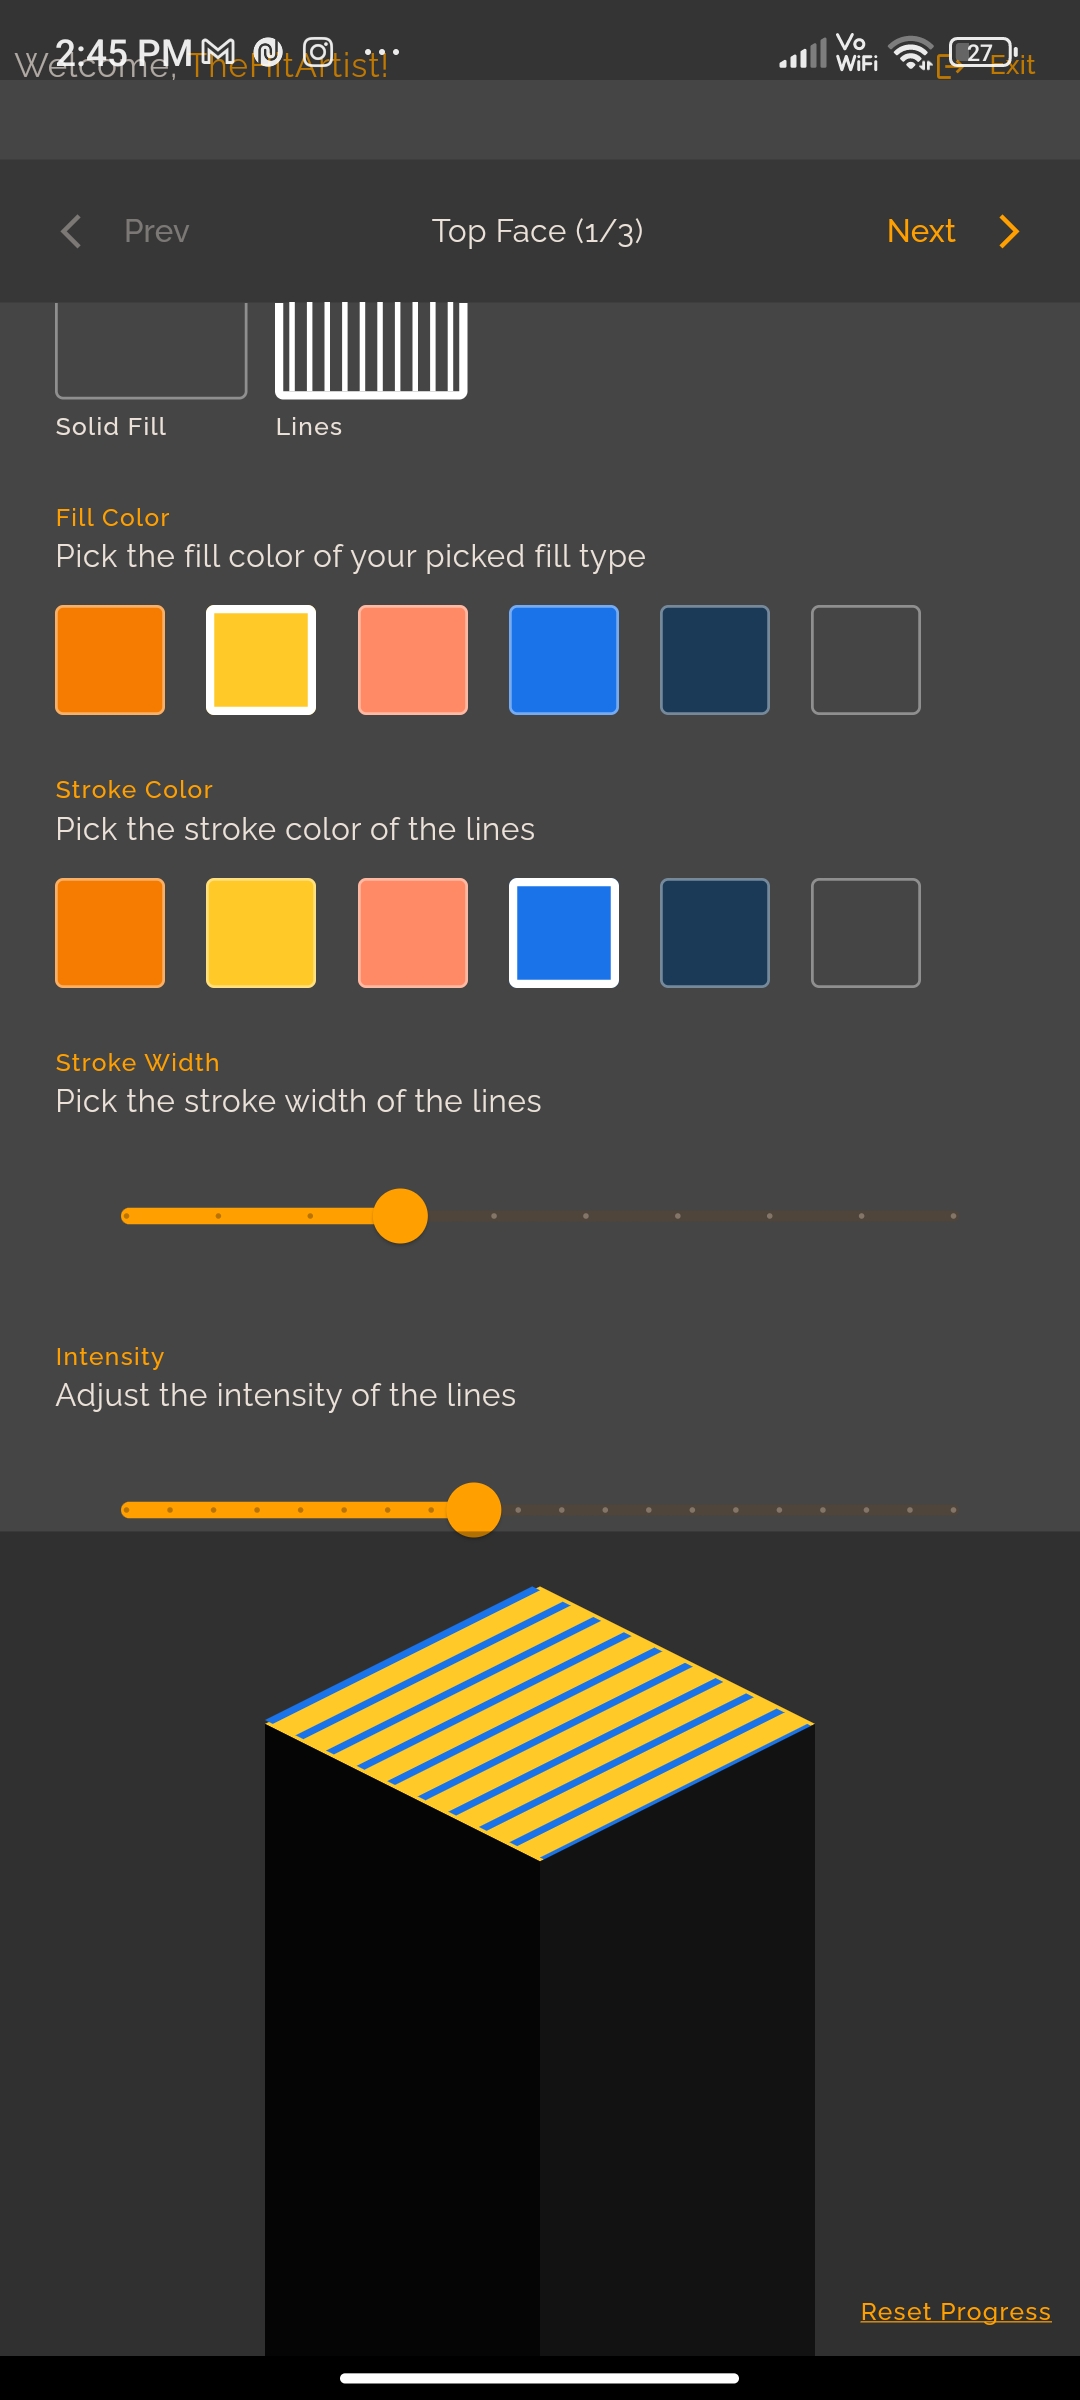 2:45 PM ... Vo WiFi 27
Welcome, TheHitArtist! Exit
Prev Top Face (1/3) Next
Solid Fill Lines
Fill Color
Pick the fill color of your picked fill type
Stroke Color
Pick the stroke color of the lines
Stroke Width
Pick the stroke width of the lines
Intensity
Adjust the intensity of the lines
Reset Progress